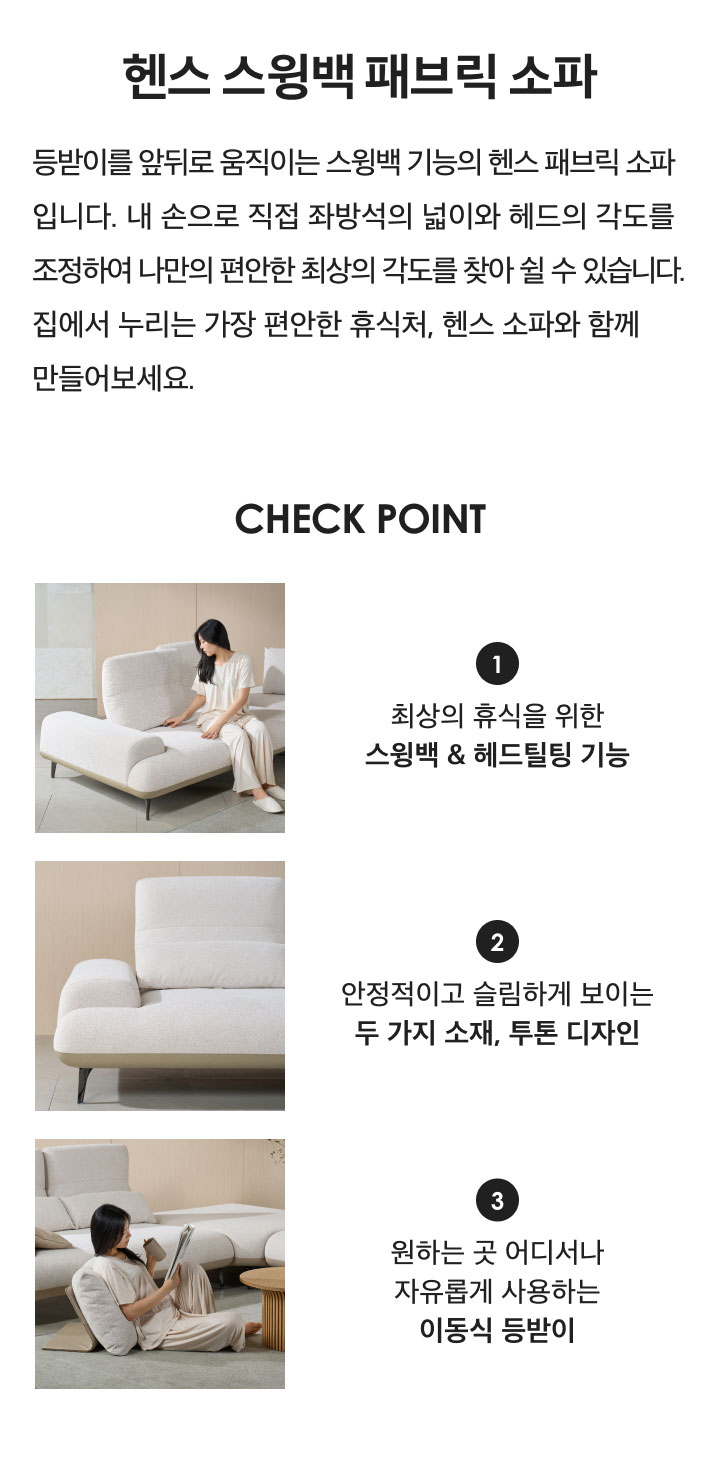 헨스 스윙백 패브릭 소파
등받이를 앞뒤로 움직이는 스윙백 기능의 헨스 패브릭 소파
입니다. 내 손으로 직접 좌방석의 넓이와 헤드의 각도를
조정하여 나만의 편안한 최상의 각도를 찾아 쉴 수 있습니다.
집에서 누리는 가장 편안한 휴식처, 헨스 소파와 함께
만들어보세요.
CHECK POINT
1
최상의 휴식을 위한
스윙백 & 헤드틸팅 기능
2
안정적이고 슬림하게 보이는
두 가지 소재, 투톤 디자인
3
원하는 곳 어디서나
자유롭게 사용하는
이동식 등받이